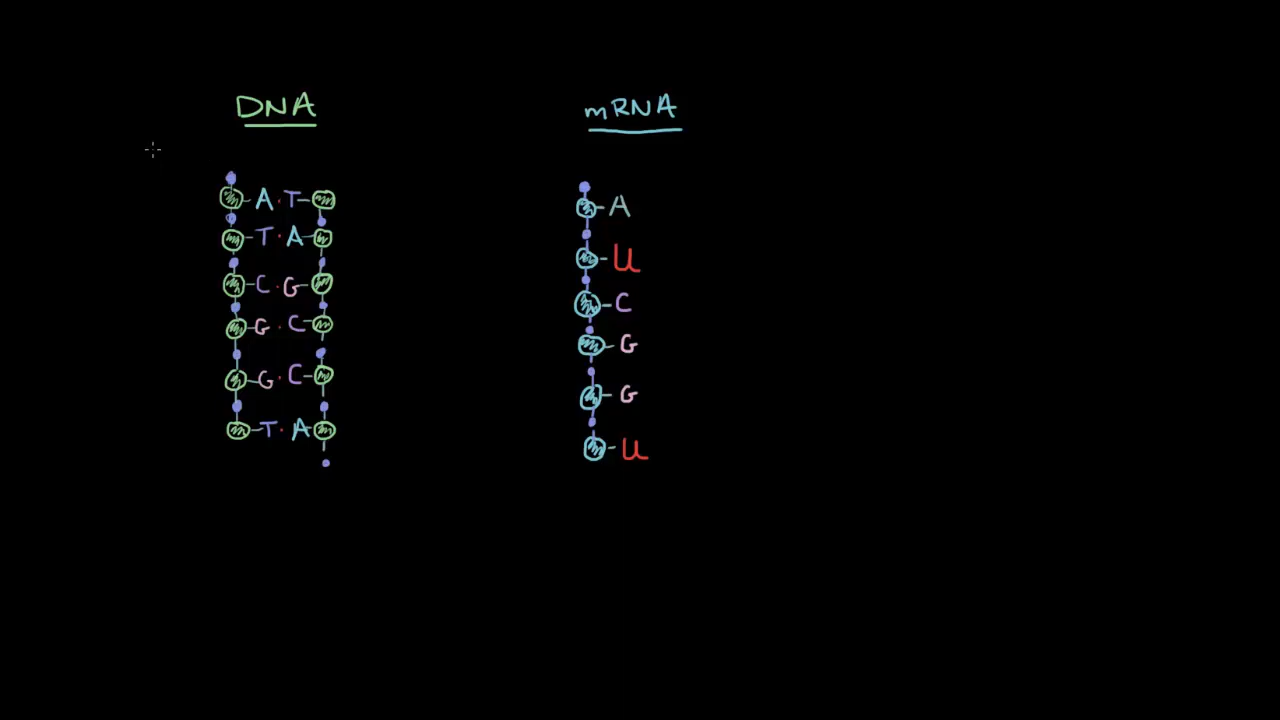 DNA
mRNA
A · T
T · A
C · G
G · C
G · C
T · A
A
U
C
G
G
U